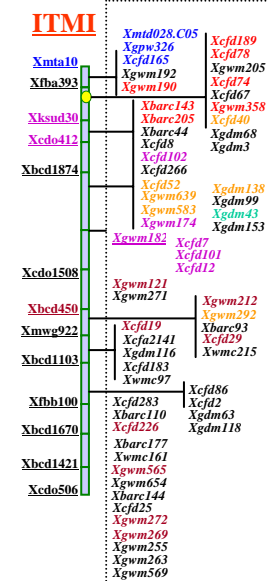 ITMI
Xmta10
Xfba393
Xksud30
Xcdo412
Xbcd1874
Xcdo1508
Xbcd450
Xmwg922
Xbcd1103
Xfbb100
Xbcd1670
Xbcd1421
Xcdo506
Xmtd028.C05
Xgpw326
Xcfd165
Xgwm192
Xgwm190
Xcfd189
Xcfd78
Xgwm205
Xcfd74
Xcfd67
Xgwm358
Xcfd40
Xgdm68
Xgdm3
Xbarc143
Xbarc205
Xbarc44
Xcfd8
Xcfd102
Xcfd266
Xcfd52
Xgwm639
Xgwm583
Xgwm174
Xgdm138
Xgdm99
Xgdm43
Xgdm153
Xgwm182
Xcfd7
Xcfd101
Xcfd12
Xgwm121
Xgwm271
Xgwm212
Xgwm292
Xbarc93
Xcfd29
Xwmc215
Xcfd19
Xcfa2141
Xgdm116
Xcfd183
Xwmc97
Xcfd86
Xcfd2
Xgdm63
Xgdm118
Xcfd283
Xbarc110
Xcfd226
Xbarc177
Xwmc161
Xgwm565
Xgwm654
Xbarc144
Xcfd25
Xgwm272
Xgwm269
Xgwm255
Xgwm263
Xgwm569